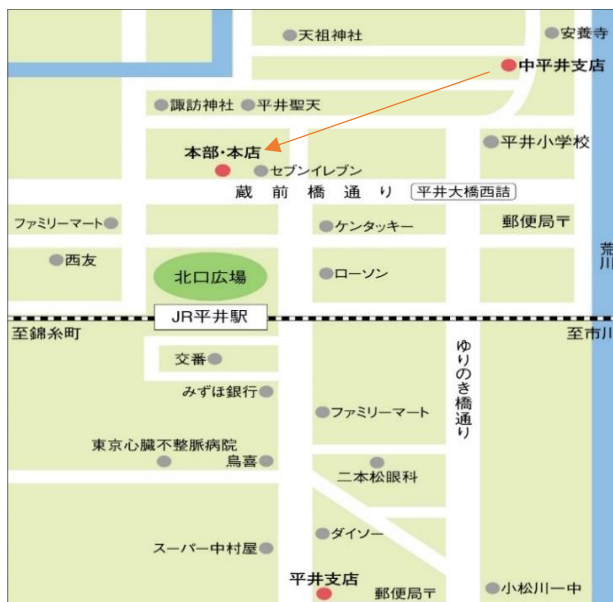 天祖神社
安養寺
中平井支店
諏訪神社
平井聖天
本部・本店
セブンイレブン
平井小学校
蔵前橋通り
平井大橋西詰
ファミリーマート
ケンタッキー
郵便局〒
荒川
西友
北口広場
ローソン
JR平井駅
至錦糸町
至市川
交番
みずほ銀行
ゆりのき橋通り
ファミリーマート
東京心臓不整脈病院
鳥喜
二本松眼科
スーパー中村屋
ダイソー
平井支店
郵便局〒
小松川一中